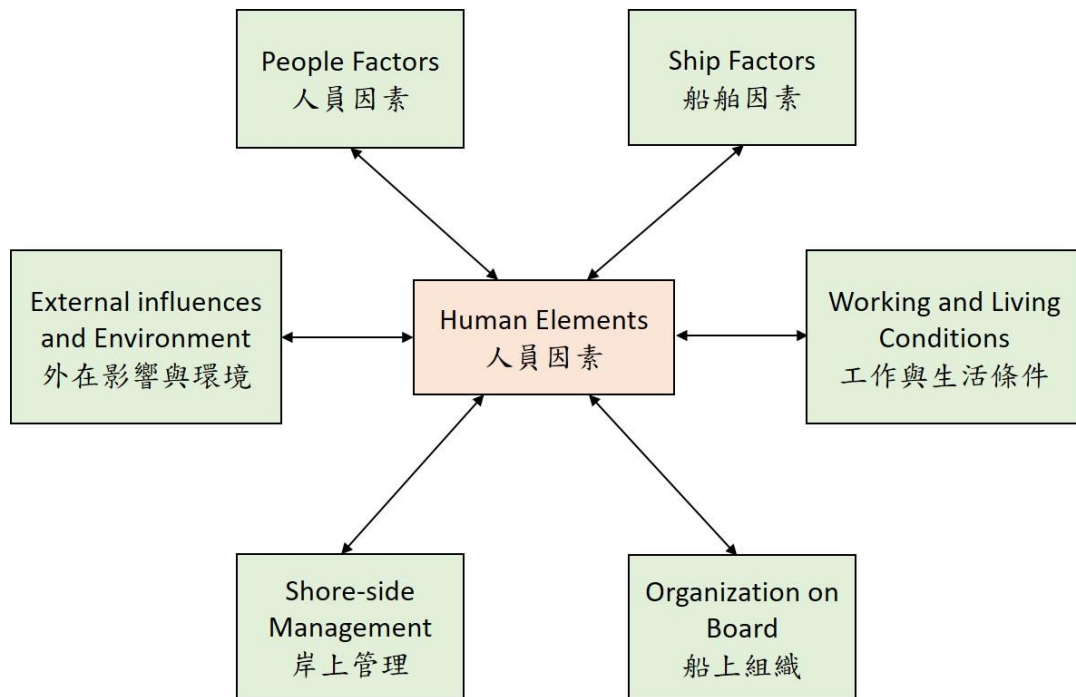 People Factors
人員因素
Ship Factors
船舶因素
External influences
and Environment
外在影響與環境
Human Elements
人員因素
Working and Living
Conditions
工作與生活條件
Shore-side
Management
岸上管理
Organization on
Board
船上組織